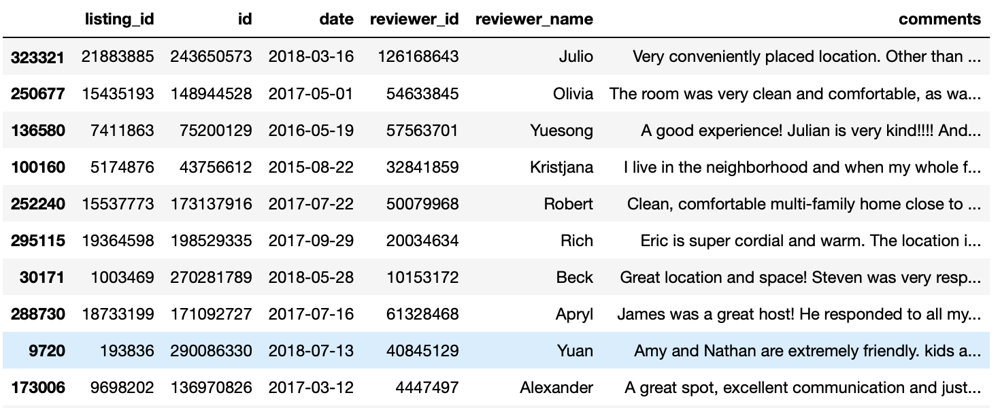 listing_id id date reviewer_id reviewer_name comments
323321 21883885 243650573 2018-03-16 126168643 Julio Very conveniently placed location. Other than ...
250677 15435193 148944528 2017-05-01 54633845 Olivia The room was very clean and comfortable, as wa...
136580 7411863 75200129 2016-05-19 57563701 Yuesong A good experience! Julian is very kind!!!! And...
100160 5174876 43756612 2015-08-22 32841859 Kristjana I live in the neighborhood and when my whole f...
252240 15537773 173137916 2017-07-22 50079968 Robert Clean, comfortable multi-family home close to ...
295115 19364598 198529335 2017-09-29 20034634 Rich Eric is super cordial and warm. The location i...
30171 1003469 270281789 2018-05-28 10153172 Beck Great location and space! Steven was very resp...
288730 18733199 171092727 2017-07-16 61328468 Apryl James was a great host! He responded to all my...
9720 193836 290086330 2018-07-13 40845129 Yuan Amy and Nathan are extremely friendly. kids a...
173006 9698202 136970826 2017-03-12 4447497 Alexander A great spot, excellent communication and just...